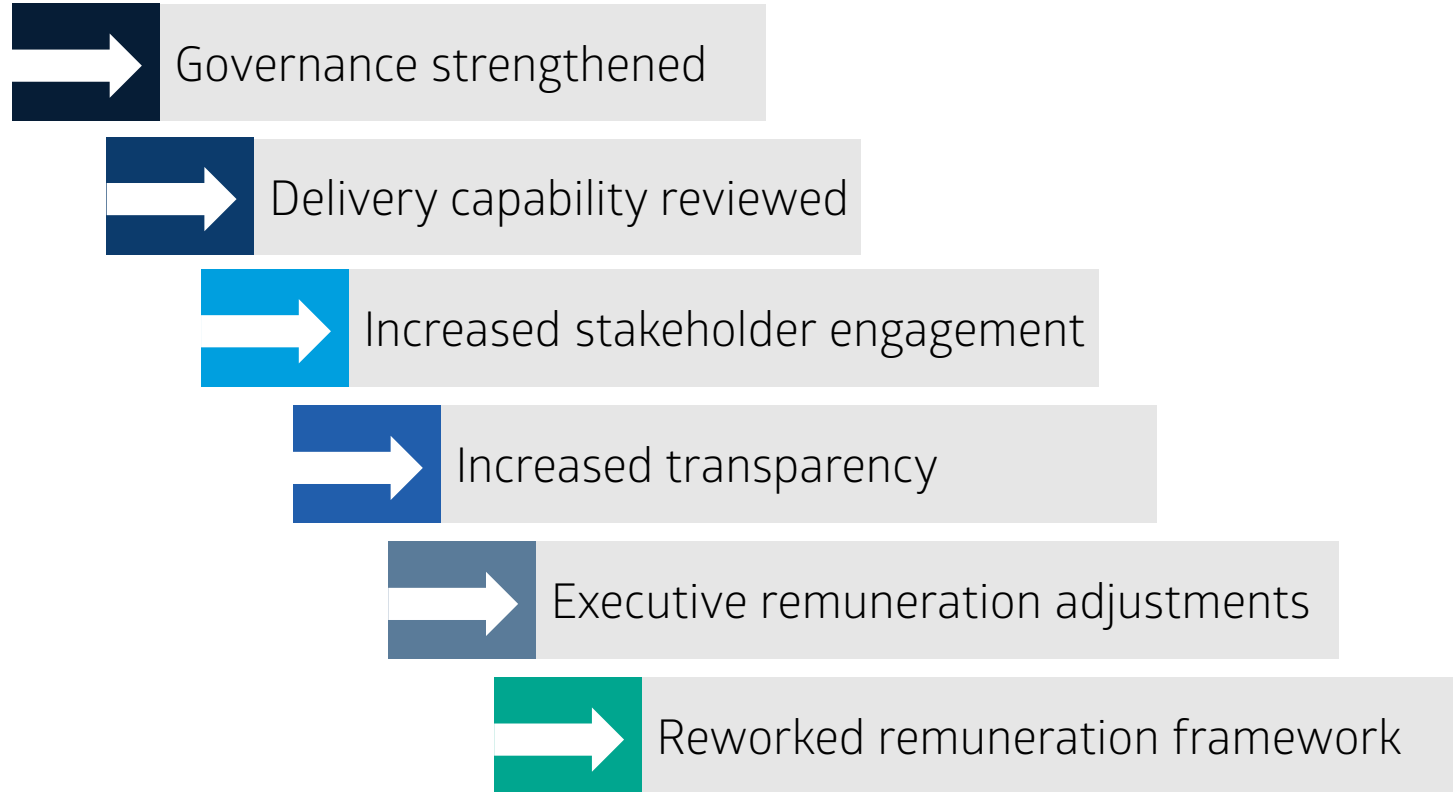 Governance strengthened
Delivery capability reviewed
Increased stakeholder engagement
Increased transparency
Executive remuneration adjustments
Reworked remuneration framework